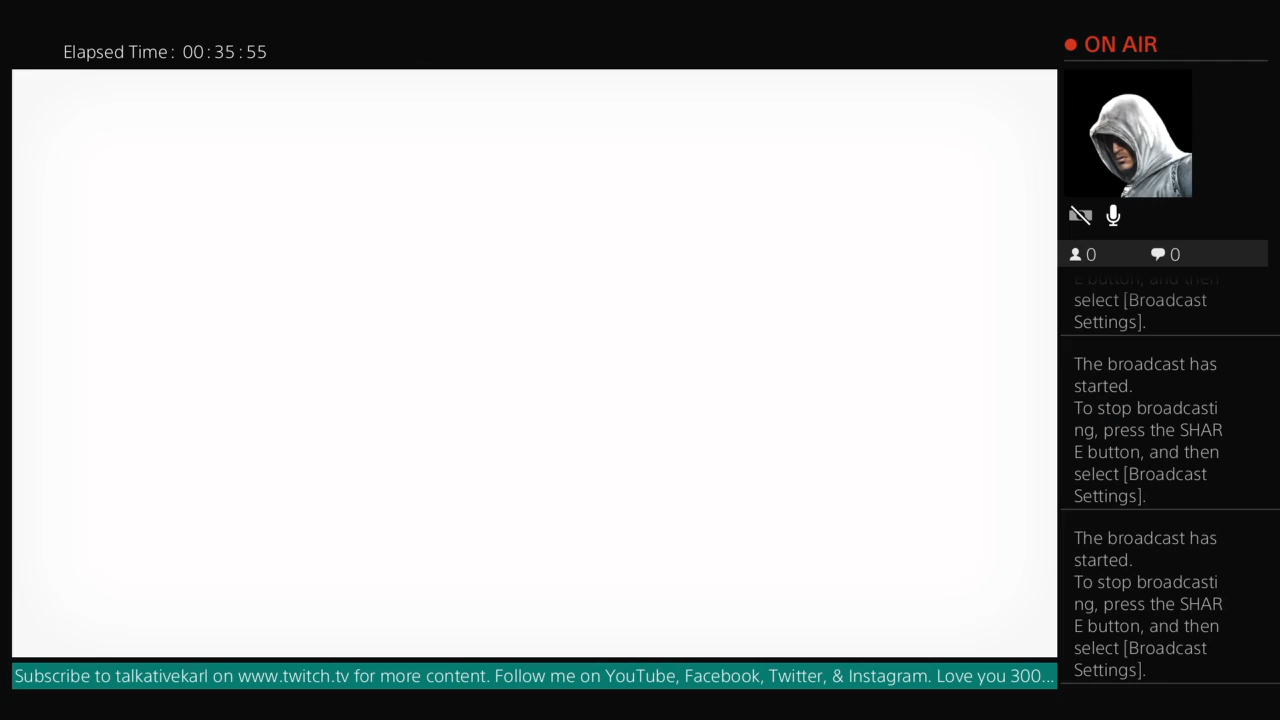 Elapsed Time: 00:35:55
ON AIR
0 0
E button, and then
select [Broadcast
Settings].
The broadcast has
started.
To stop broadcasti
ng, press the SHAR
E button, and then
select [Broadcast
Settings].
The broadcast has
started.
To stop broadcasti
ng, press the SHAR
E button, and then
select [Broadcast
Settings].
Subscribe to talkativekarl on www.twitch.tv for more content. Follow me on YouTube, Facebook, Twitter, & Instagram. Love you 300...